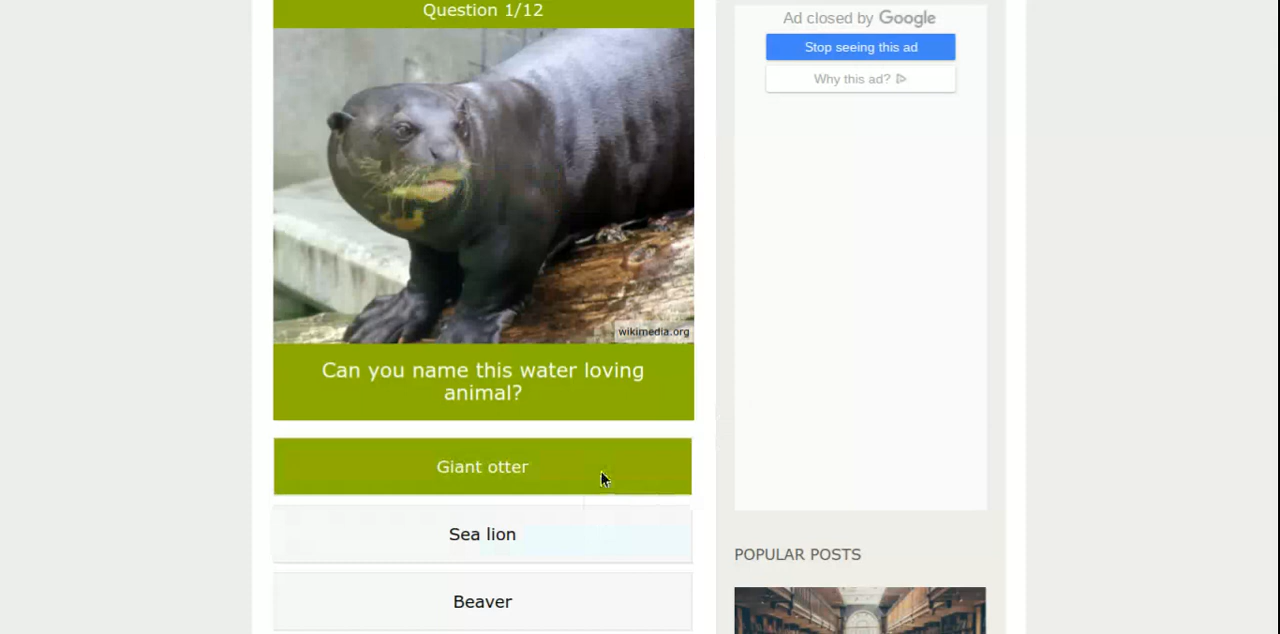 Question 1/12
wikimedia.org
Can you name this water loving
animal?
Giant otter
Sea lion
Beaver
Ad closed by Google
Stop seeing this ad
Why this ad?
POPULAR POSTS